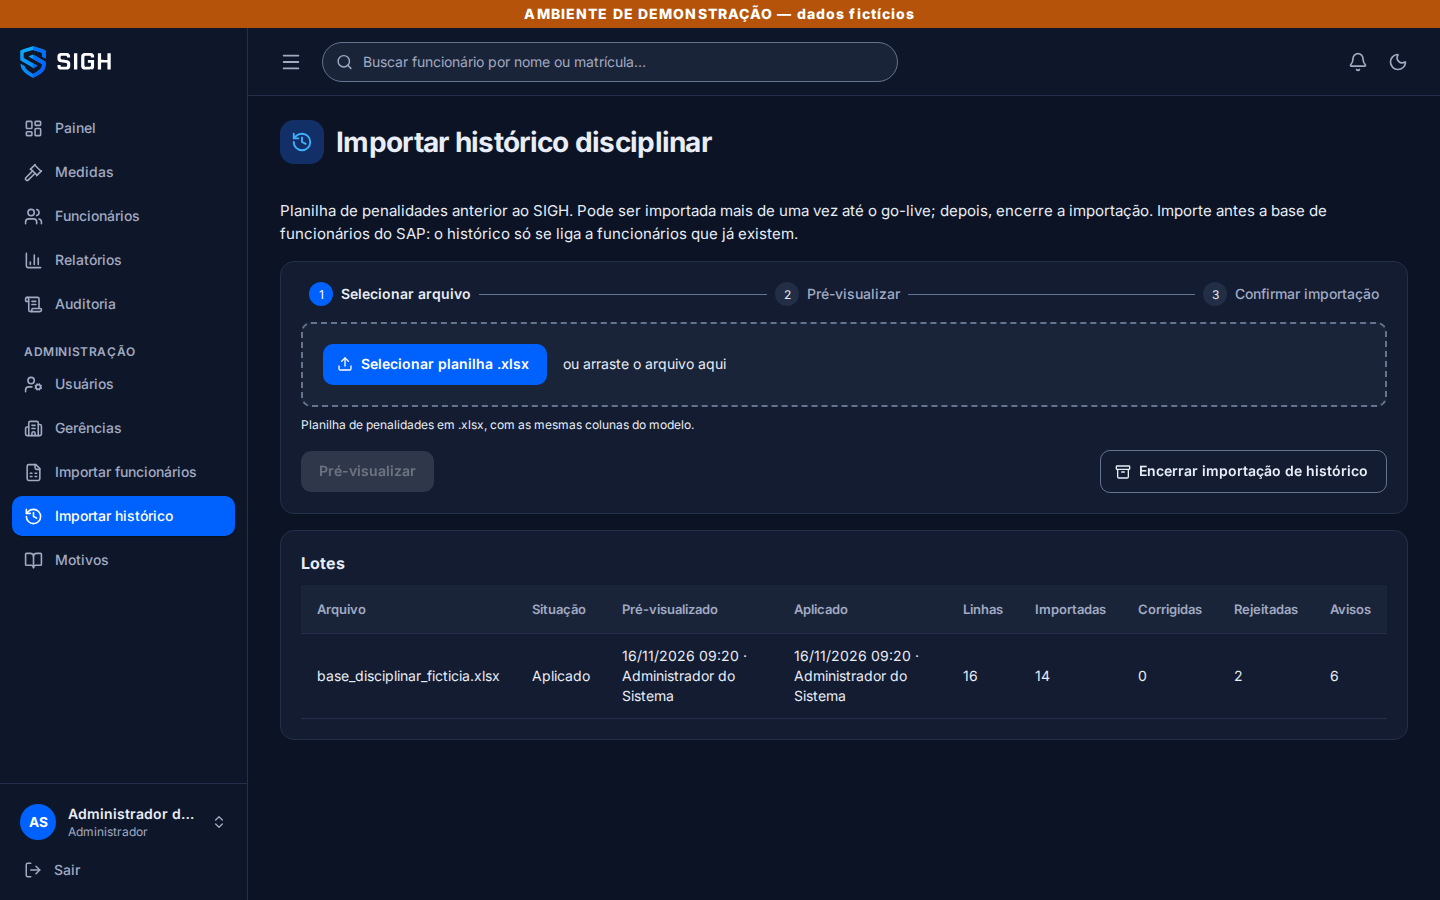 AMBIENTE DE DEMONSTRAÇÃO — dados fictícios
SIGH
Buscar funcionário por nome ou matrícula...
Painel
Medidas
Funcionários
Relatórios
Auditoria
ADMINISTRAÇÃO
Usuários
Gerências
Importar funcionários
Importar histórico
Motivos
AS
Administrador d...
Administrador
Sair
Importar histórico disciplinar
Planilha de penalidades anterior ao SIGH. Pode ser importada mais de uma vez até o go-live; depois, encerre a importação. Importe antes a base de
funcionários do SAP: o histórico só se liga a funcionários que já existem.
1 Selecionar arquivo 2 Pré-visualizar 3 Confirmar importação
Selecionar planilha .xlsx ou arraste o arquivo aqui
Planilha de penalidades em .xlsx, com as mesmas colunas do modelo.
Pré-visualizar Encerrar importação de histórico
Lotes
Arquivo Situação Pré-visualizado Aplicado Linhas Importadas Corrigidas Rejeitadas Avisos
base_disciplinar_ficticia.xlsx Aplicado
16/11/2026 09:20 ·
Administrador do
Sistema
16/11/2026 09:20 ·
Administrador do
Sistema
16 14 0 2 6